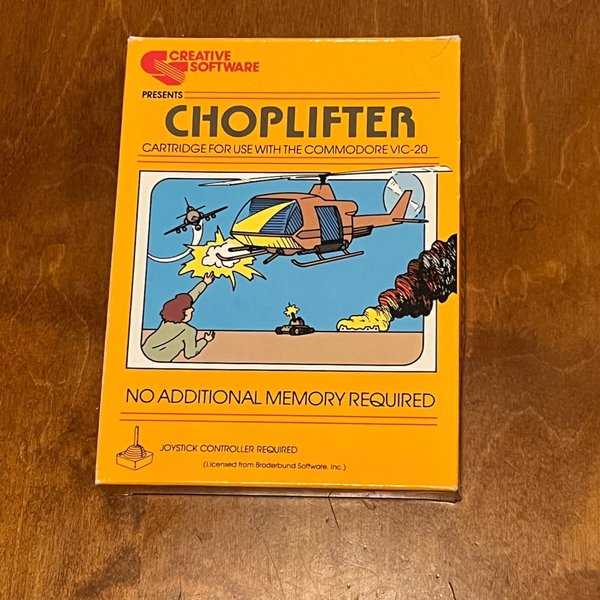 CREATIVE
SOFTWARE
PRESENTS
CHOPLIFTER
CARTRIDGE FOR USE WITH THE COMMODORE VIC-20
NO ADDITIONAL MEMORY REQUIRED
JOYSTICK CONTROLLER REQUIRED
(Licensed from Broderbund Software, Inc.)